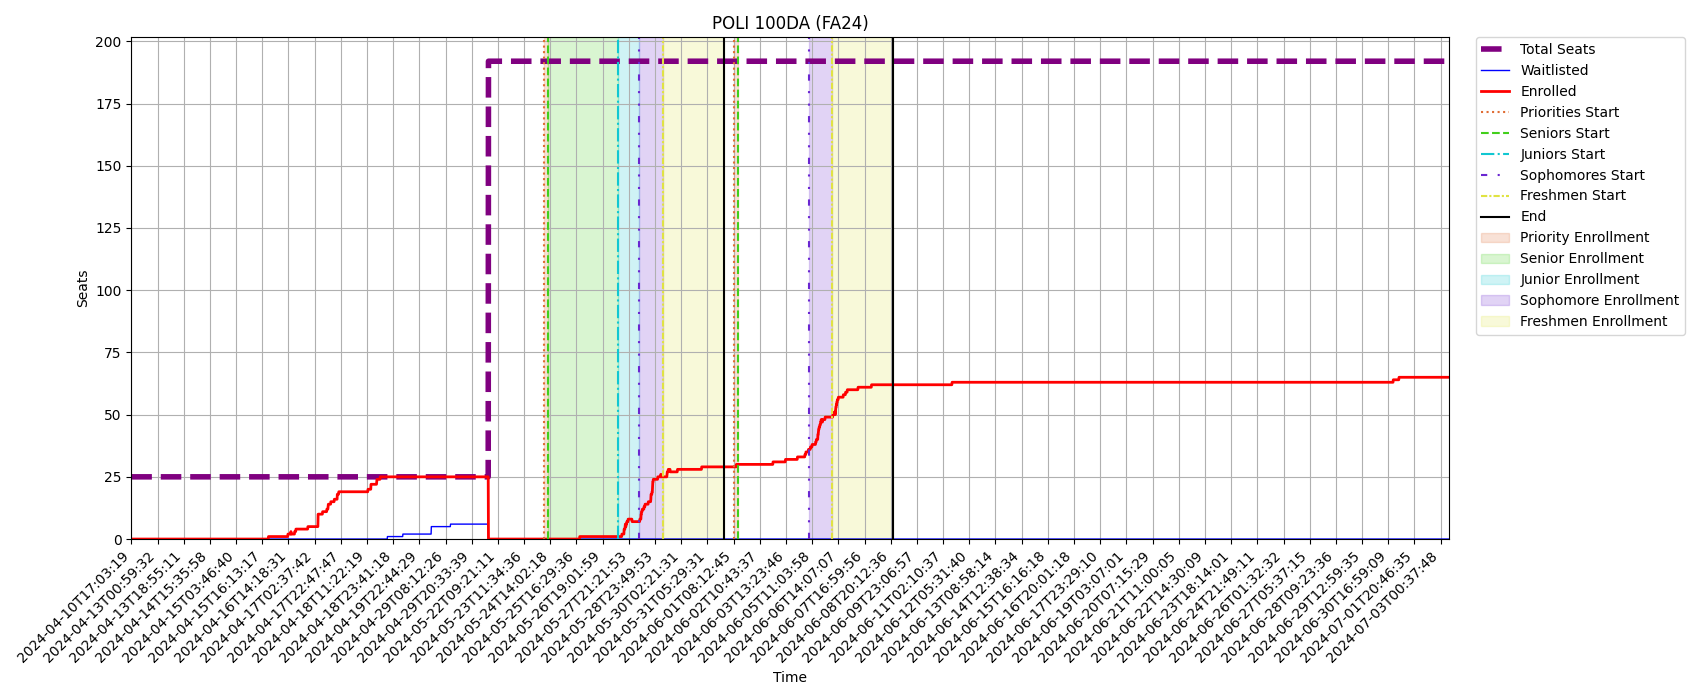 POLI 100DA (FA24)
200
175
150
125
100
75
50
25
0
Seats
2024-04-10T17:03:19
2024-04-13T00:59:32
2024-04-13T18:55:11
2024-04-14T15:35:58
2024-04-15T03:46:40
2024-04-15T16:13:17
2024-04-16T14:18:31
2024-04-17T02:37:42
2024-04-17T22:47:47
2024-04-18T11:22:19
2024-04-18T23:41:18
2024-04-19T22:44:29
2024-04-29T08:12:26
2024-05-22T09:33:39
2024-05-22T09:21:11
2024-05-23T11:34:36
2024-05-24T14:02:18
2024-05-25T16:29:36
2024-05-26T19:01:59
2024-05-27T21:21:53
2024-05-28T23:49:53
2024-05-30T02:21:31
2024-05-31T05:29:31
2024-06-01T08:12:45
2024-06-02T10:43:37
2024-06-03T13:23:46
2024-06-05T11:03:58
2024-06-06T14:07:07
2024-06-07T16:59:56
2024-06-08T20:12:36
2024-06-09T23:06:57
2024-06-11T02:10:37
2024-06-12T05:31:40
2024-06-13T08:58:14
2024-06-14T12:38:34
2024-06-15T16:16:18
2024-06-16T20:01:18
2024-06-17T23:29:10
2024-06-19T03:07:01
2024-06-20T07:15:29
2024-06-21T11:00:05
2024-06-22T14:30:09
2024-06-23T18:14:01
2024-06-24T21:49:11
2024-06-26T01:32:32
2024-06-27T05:37:15
2024-06-28T09:23:36
2024-06-29T12:59:35
2024-06-30T16:59:09
2024-07-01T20:46:35
2024-07-03T00:37:48
Time
Total Seats
Waitlisted
Enrolled
Priorities Start
Seniors Start
Juniors Start
Sophomores Start
Freshmen Start
End
Priority Enrollment
Senior Enrollment
Junior Enrollment
Sophomore Enrollment
Freshmen Enrollment